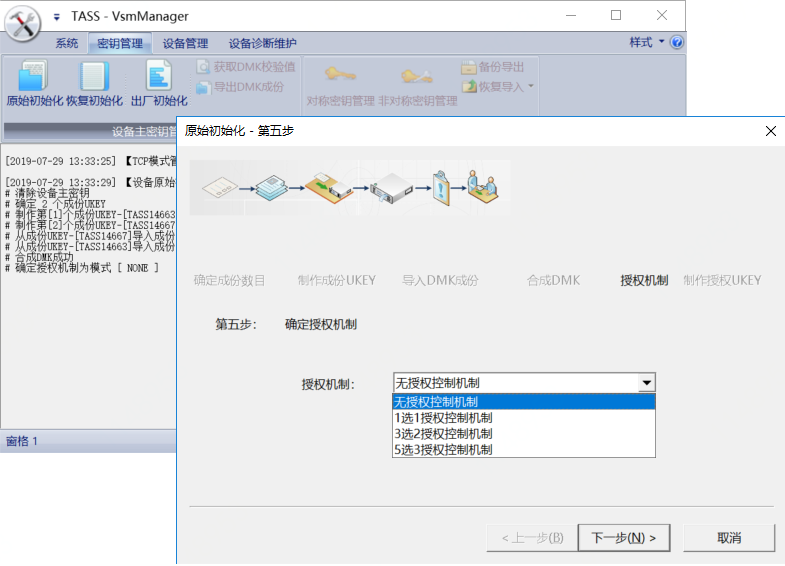 TASS - VsmManager
系统 密钥管理 设备管理 设备诊断维护 样式
原始初始化 恢复初始化 出厂初始化
获取DMK校验值
导出DMK成份
对称密钥管理 非对称密钥管理
备份导出
恢复导入
设备主密钥管
[2019-07-29 13:33:25] 【TCP模式管
[2019-07-29 13:33:29] 【设备原始
# 清除设备主密钥
# 确定 2 个成份UKEY
# 制作第[1]个成份UKEY-[TASS14663
# 制作第[2]个成份UKEY-[TASS14667
# 从成份UKEY-[TASS14667]导入成份
# 从成份UKEY-[TASS14663]导入成份
# 合成DMK成功
# 确定授权机制为模式 [ NONE ]
窗格 1
原始初始化 - 第五步
确定成份数目 制作成份UKEY 导入DMK成份 合成DMK 授权机制 制作授权UKEY
第五步： 确定授权机制
授权机制： 无授权控制机制
无授权控制机制
1选1授权控制机制
3选2授权控制机制
5选3授权控制机制
< 上一步(B) 下一步(N) > 取消